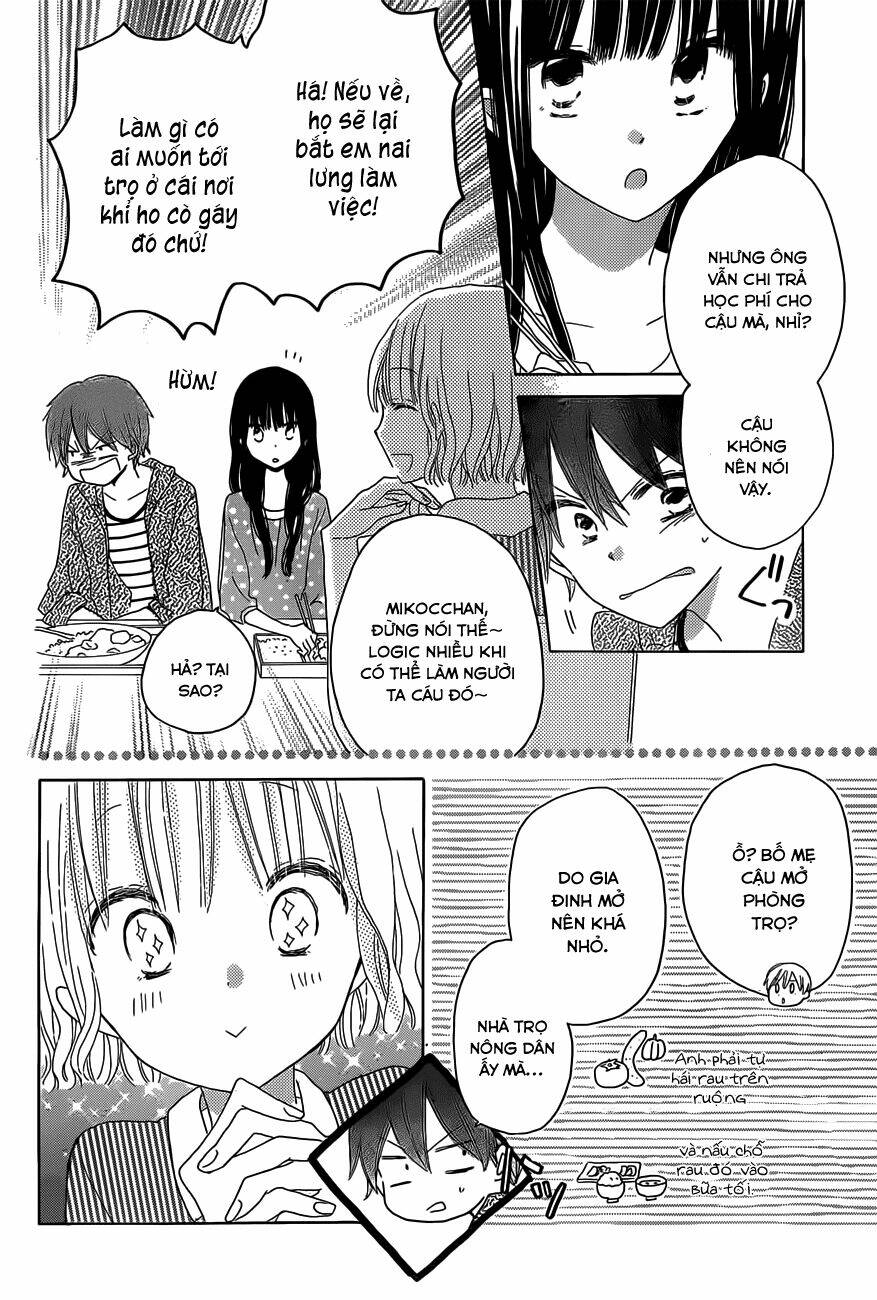 Há! Nếu về,
họ sẽ lại
bắt em nai
lưng làm
việc!
Làm gì có
ai muốn tới
trọ ở cái nơi
khỉ ho cò gáy
đó chứ!
NHƯNG ÔNG
VẪN CHI TRẢ
HỌC PHÍ CHO
CẬU MÀ, NHỈ?
CẬU
KHÔNG
NÊN NÓI
VẬY.
HỪM!
HẢ? TẠI
SAO?
MIKOCCHAN,
ĐỪNG NÓI THẾ~
LOGIC NHIỀU KHI
CÓ THỂ LÀM NGƯỜI
TA CÁU ĐÓ~
Ồ? BỐ MẸ
CẬU MỞ
PHÒNG
TRỌ?
DO GIA
ĐINH MỞ
NÊN KHÁ
NHỎ.
NHÀ TRỌ
NÔNG DÂN
ẤY MÀ...
Anh phải tự
hái rau trên
ruộng
và nấu chỗ
rau đó vào
bữa tối.